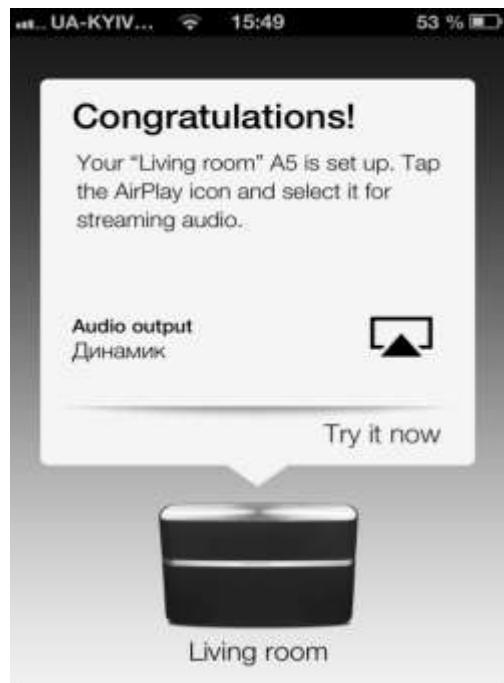 UA-KYIV... 15:49 53 %
Congratulations!
Your “Living room” A5 is set up. Tap
the AirPlay icon and select it for
streaming audio.
Audio output
Динамик
Try it now
Living room